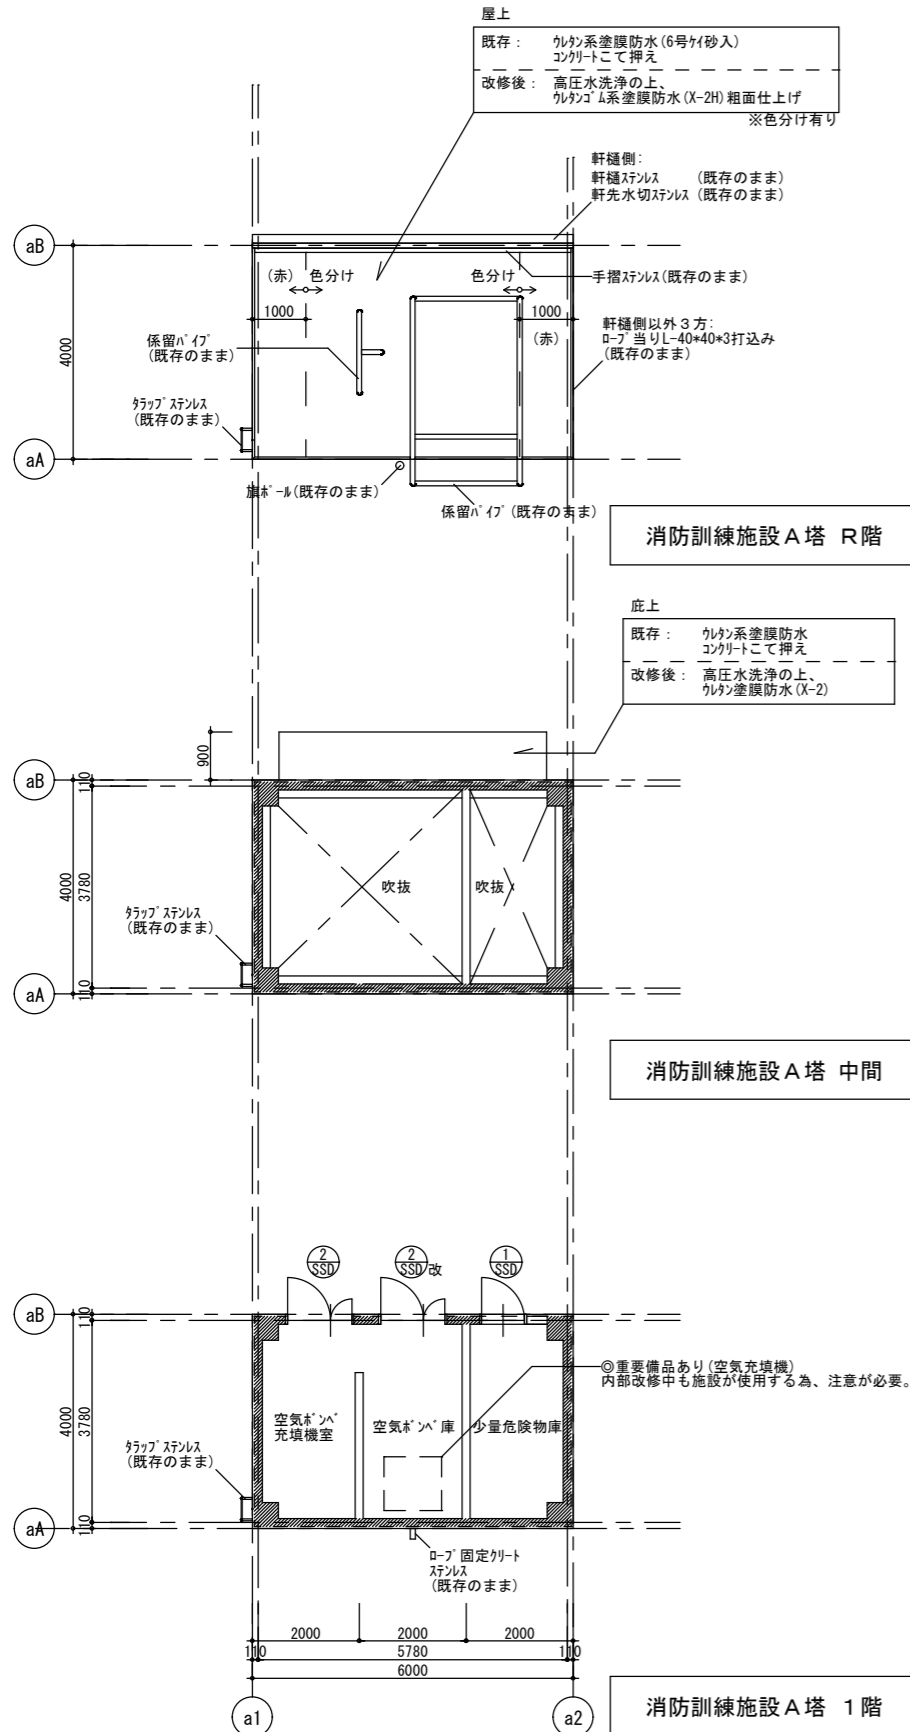 屋上
既存： ｳﾚﾀﾝ系塗膜防水(6号ｹｲ砂入)
ｺﾝｸﾘｰﾄこて押え
改修後： 高圧水洗浄の上、
ｳﾚﾀﾝｺﾞﾑ系塗膜防水(X-2H)粗面仕上げ
※色分け有り
軒樋側:
軒樋ｽﾃﾝﾚｽ (既存のまま)
軒先水切ｽﾃﾝﾚｽ (既存のまま)
aB
(赤) 色分け
色分け
手摺ｽﾃﾝﾚｽ(既存のまま)
1000
1000
(赤)
軒樋側以外３方:
ﾛｰﾌﾟ当りL-40*40*3打込み
(既存のまま)
4000
係留ﾊﾟｲﾌﾟ
(既存のまま)
ﾀﾗｯﾌﾟｽﾃﾝﾚｽ
(既存のまま)
aA
旗ﾎﾟｰﾙ(既存のまま)
係留ﾊﾟｲﾌﾟ(既存のまま)
消防訓練施設Ａ塔 Ｒ階
庇上
既存： ｳﾚﾀﾝ系塗膜防水
ｺﾝｸﾘｰﾄこて押え
改修後： 高圧水洗浄の上、
ｳﾚﾀﾝ塗膜防水(X-2)
900
aB
110
4000
3780
吹抜
吹抜
ﾀﾗｯﾌﾟｽﾃﾝﾚｽ
(既存のまま)
aA
110
消防訓練施設Ａ塔 中間
2
SSD
2
SSD 改
1
SSD
aB
110
◎重要備品あり(空気充填機)
内部改修中も施設が使用する為、注意が必要。
4000
3780
空気ﾎﾞﾝﾍﾞ
充填機室
空気ﾎﾞﾝﾍﾞ庫
少量危険物庫
ﾀﾗｯﾌﾟｽﾃﾝﾚｽ
(既存のまま)
aA
110
ﾛｰﾌﾟ固定ｸﾘｰﾄ
ｽﾃﾝﾚｽ
(既存のまま)
2000
2000
2000
110
5780
110
6000
a1
a2
消防訓練施設Ａ塔 １階